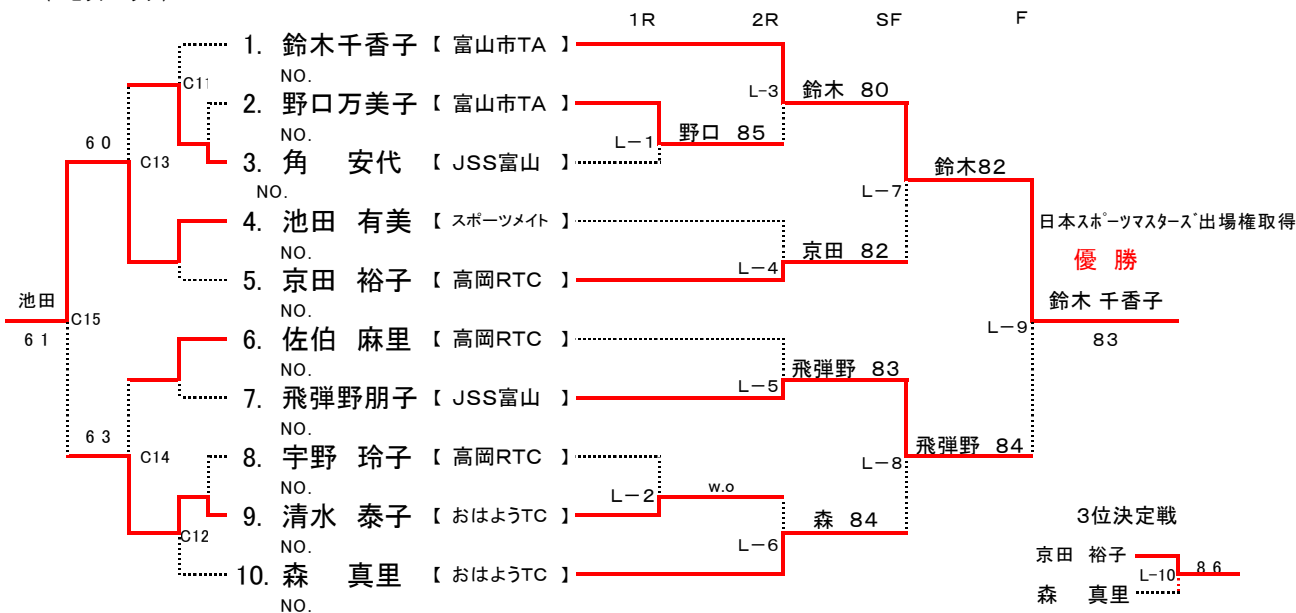 1R 2R SF F
1. 鈴木千香子 【 富山市TA 】
NO.
C11
L-3 鈴木 80
2. 野口万美子 【 富山市TA 】
NO.
L-1 野口 85
60
C13
3. 角 安代 【 JSS富山 】
NO.
L-7 鈴木82
4. 池田 有美 【 スポーツメイト 】
NO.
日本スポーツマスターズ出場権取得
L-4 京田 82
優 勝
5. 京田 裕子 【 高岡RTC 】
NO.
池田
C15
61
鈴木 千香子
L-9
83
6. 佐伯 麻里 【 高岡RTC 】
NO.
L-5 飛弾野 83
7. 飛弾野朋子 【 JSS富山 】
NO.
63
C14
8. 宇野 玲子 【 高岡RTC 】
NO.
L-8 飛弾野 84
L-2 w.o
9. 清水 泰子 【 おはようTC 】
NO.
C12
L-6 森 84
10. 森 真里 【 おはようTC 】
NO.
3位決定戦
京田 裕子
L-10 86
森 真里